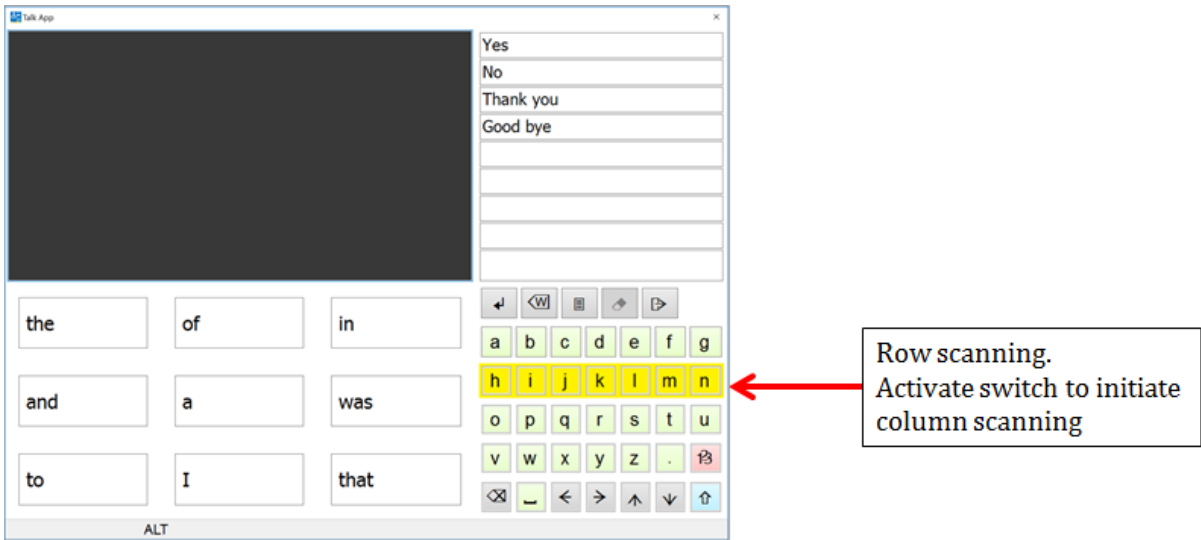 Talk App
Yes
No
Thank you
Good bye
the of in
and a was
to I that
W
a b c d e f g
h i j k l m n
o p q r s t u
v w x y z .
ALT
Row scanning.
Activate switch to initiate
column scanning